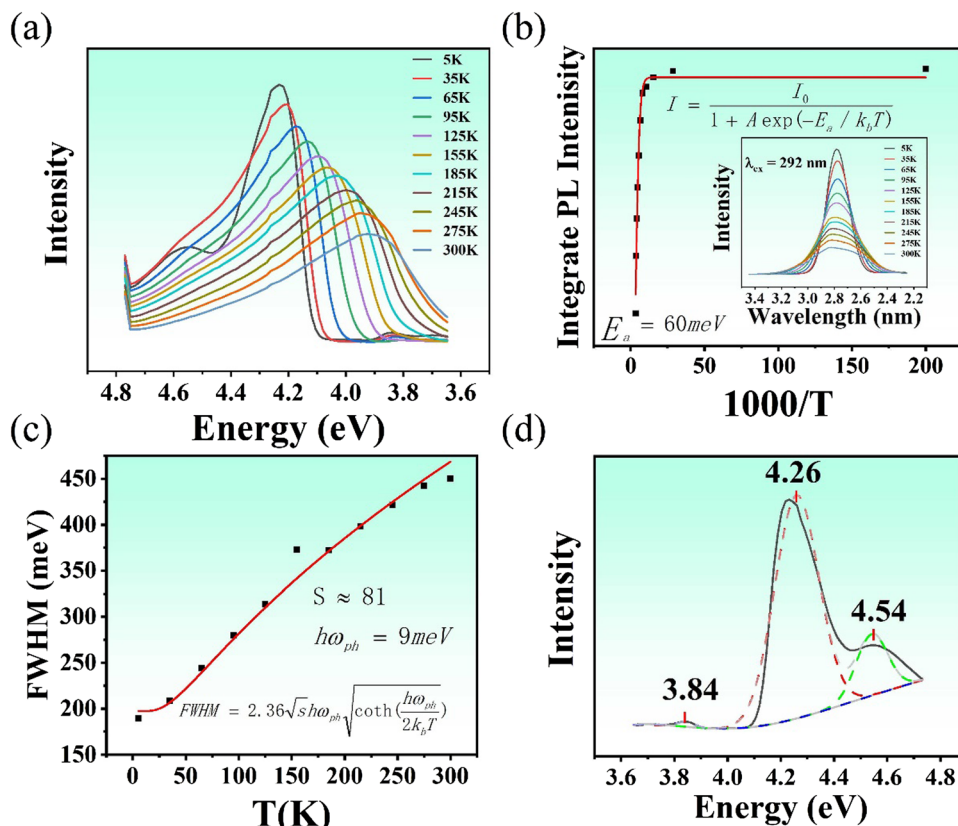 (a)
5K
35K
65K
95K
125K
155K
185K
215K
245K
275K
300K
Intensity
4.8 4.6 4.4 4.2 4.0 3.8 3.6
Energy (eV)
(b)
Integrate PL Intensity
I = I₀ / 1 + A exp(−Eₐ / k_bT)
λex = 292 nm
5K
35K
65K
95K
125K
155K
185K
215K
245K
275K
300K
Intensity
3.4 3.2 3.0 2.8 2.6 2.4 2.2
Wavelength (nm)
Eₐ = 60meV
0 50 100 150 200
1000/T
(c)
FWHM (meV)
450
400
350
300
250
200
150
S ≈ 81
hω_ph = 9meV
FWHM = 2.36√s hω_ph √coth(hω_ph / 2k_bT)
0 50 100 150 200 250 300
T(K)
(d)
Intensity
4.26
4.54
3.84
3.6 3.8 4.0 4.2 4.4 4.6 4.8
Energy (eV)